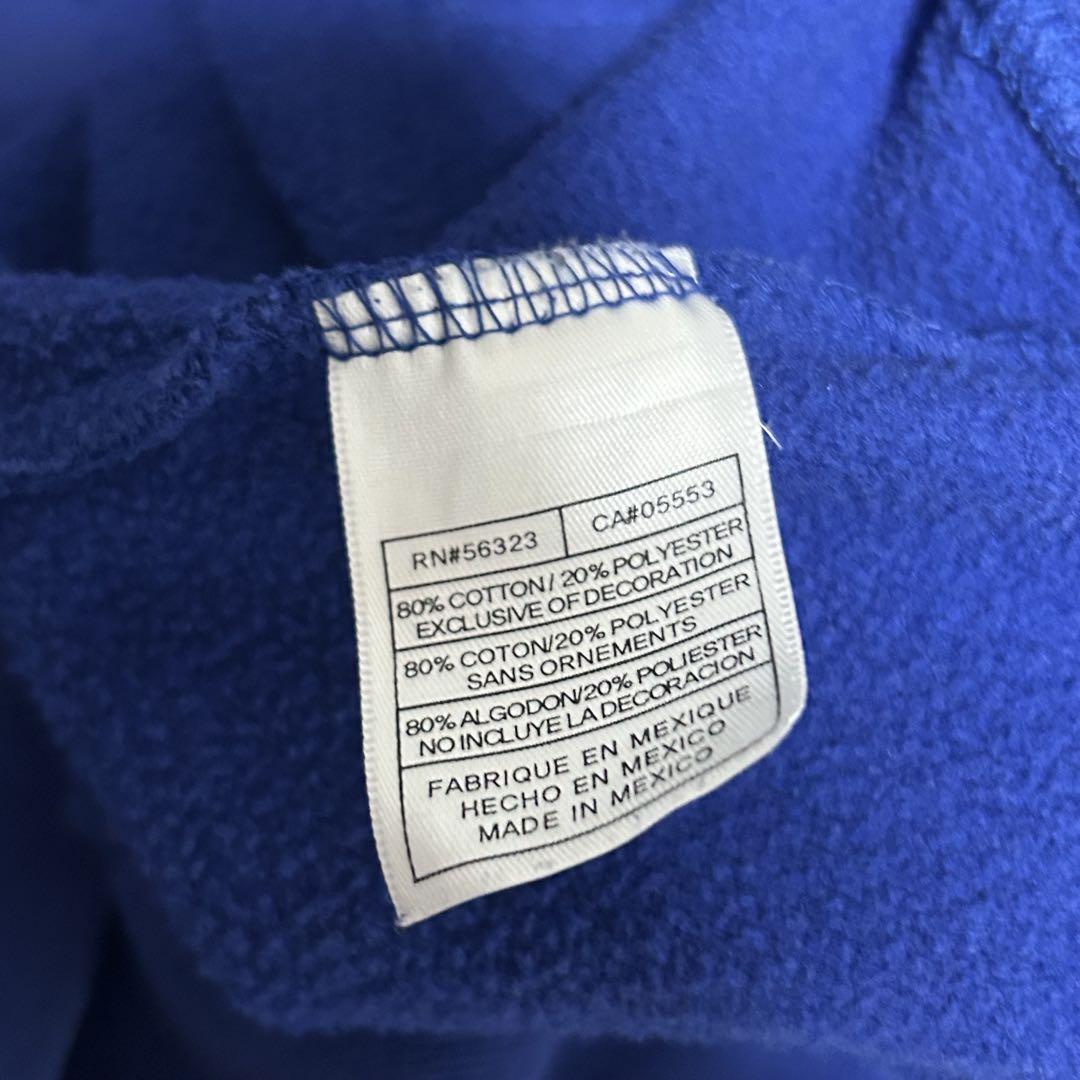 RN#56323 CA#05553
80% COTTON/ 20% POLYESTER
EXCLUSIVE OF DECORATION
80% COTON/20% POLYESTER
SANS ORNEMENTS
80% ALGODON/20% POLIESTER
NO INCLUYE LA DECORACION
FABRIQUE EN MEXIQUE
HECHO EN MEXICO
MADE IN MEXICO